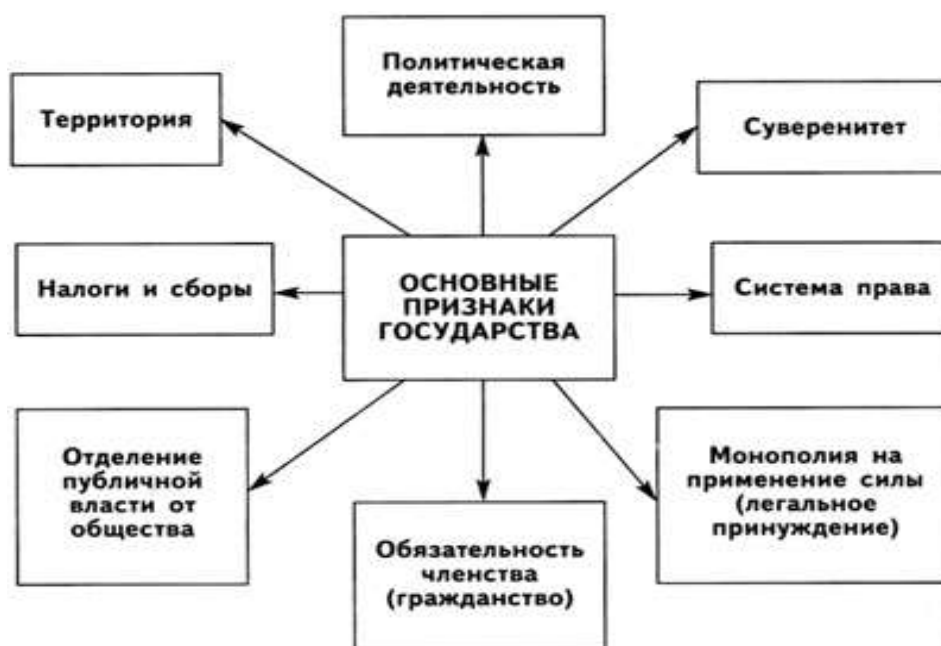 Политическая
деятельность
Территория
Суверенитет
Налоги и сборы
ОСНОВНЫЕ
ПРИЗНАКИ
ГОСУДАРСТВА
Система права
Отделение
публичной
власти от
общества
Обязательность
членства
(гражданство)
Монополия на
применение силы
(легальное
принуждение)